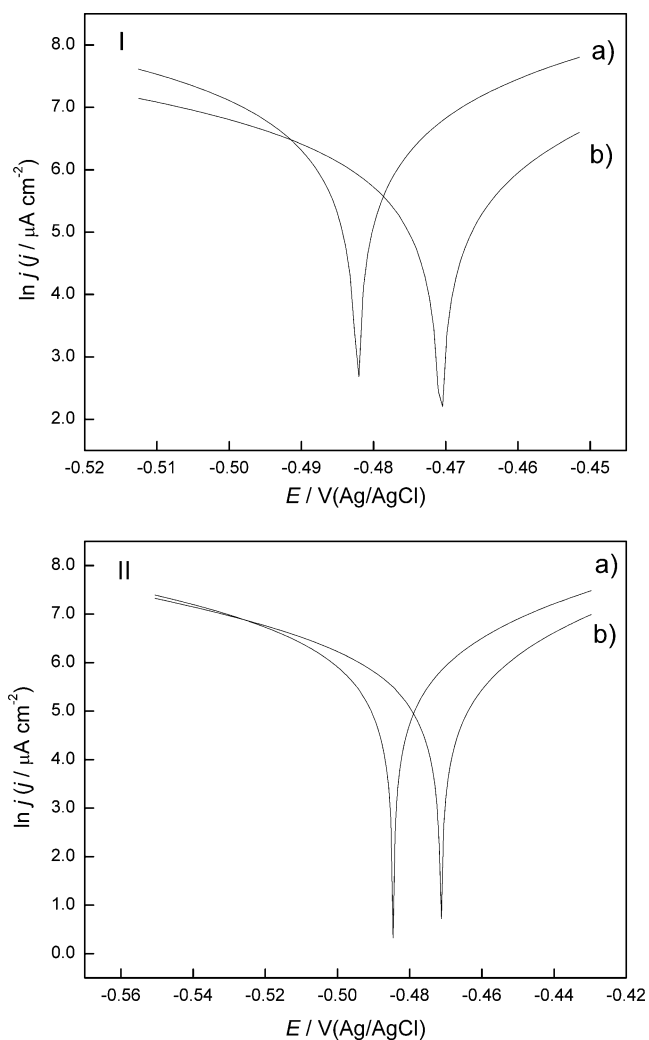 I
a)
b)
8.0
7.0
6.0
5.0
4.0
3.0
2.0
ln j (j / μA cm⁻²)
-0.52 -0.51 -0.50 -0.49 -0.48 -0.47 -0.46 -0.45
E / V(Ag/AgCl)
II
a)
b)
8.0
7.0
6.0
5.0
4.0
3.0
2.0
1.0
0.0
ln j (j / μA cm⁻²)
-0.56 -0.54 -0.52 -0.50 -0.48 -0.46 -0.44 -0.42
E / V(Ag/AgCl)